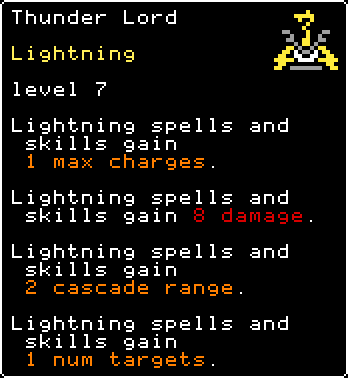 Thunder Lord
Lightning
level 7
Lightning spells and
skills gain
1 max charges.
Lightning spells and
skills gain 8 damage.
Lightning spells and
skills gain
2 cascade range.
Lightning spells and
skills gain
1 num targets.